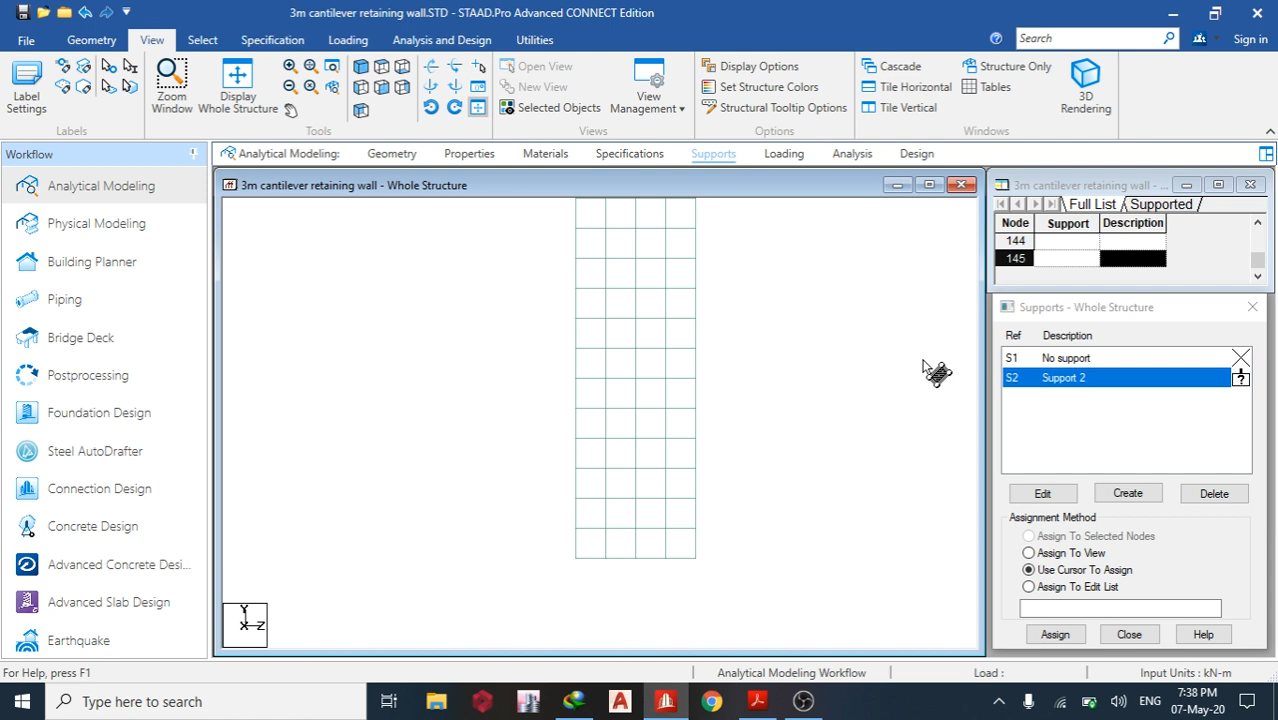 3m cantilever retaining wall.STD - STAAD.Pro Advanced CONNECT Edition
File Geometry View Select Specification Loading Analysis and Design Utilities Search Sign in
Label Settings
Labels
Zoom Window
Display Whole Structure
Tools
Open View
New View
Selected Objects
View Management
Views
Display Options
Set Structure Colors
Structural Tooltip Options
Options
Cascade
Tile Horizontal
Tile Vertical
Structure Only
Tables
3D Rendering
Windows
Workflow
Analytical Modeling
Physical Modeling
Building Planner
Piping
Bridge Deck
Postprocessing
Foundation Design
Steel AutoDrafter
Connection Design
Concrete Design
Advanced Concrete Desi...
Advanced Slab Design
Earthquake
Analytical Modeling: Geometry Properties Materials Specifications Supports Loading Analysis Design
3m cantilever retaining wall - Whole Structure
Y
X Z
3m cantilever retaining wall - ...
Full List Supported
Node Support Description
144
145
Supports - Whole Structure
Ref Description
S1 No support
S2 Support 2
?
Edit Create Delete
Assignment Method
Assign To Selected Nodes
Assign To View
Use Cursor To Assign
Assign To Edit List
Assign Close Help
For Help, press F1 Analytical Modeling Workflow Load : Input Units : kN-m
Type here to search
A
ENG
7:38 PM
07-May-20